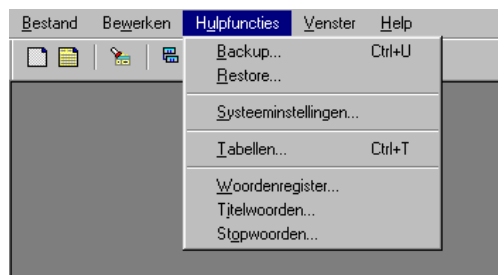 Bestand Bewerken Hulpfuncties Venster Help
Backup... Ctrl+U
Restore...
Systeeminstellingen...
Tabellen... Ctrl+T
Woordenregister...
Titelwoorden...
Stopwoorden...